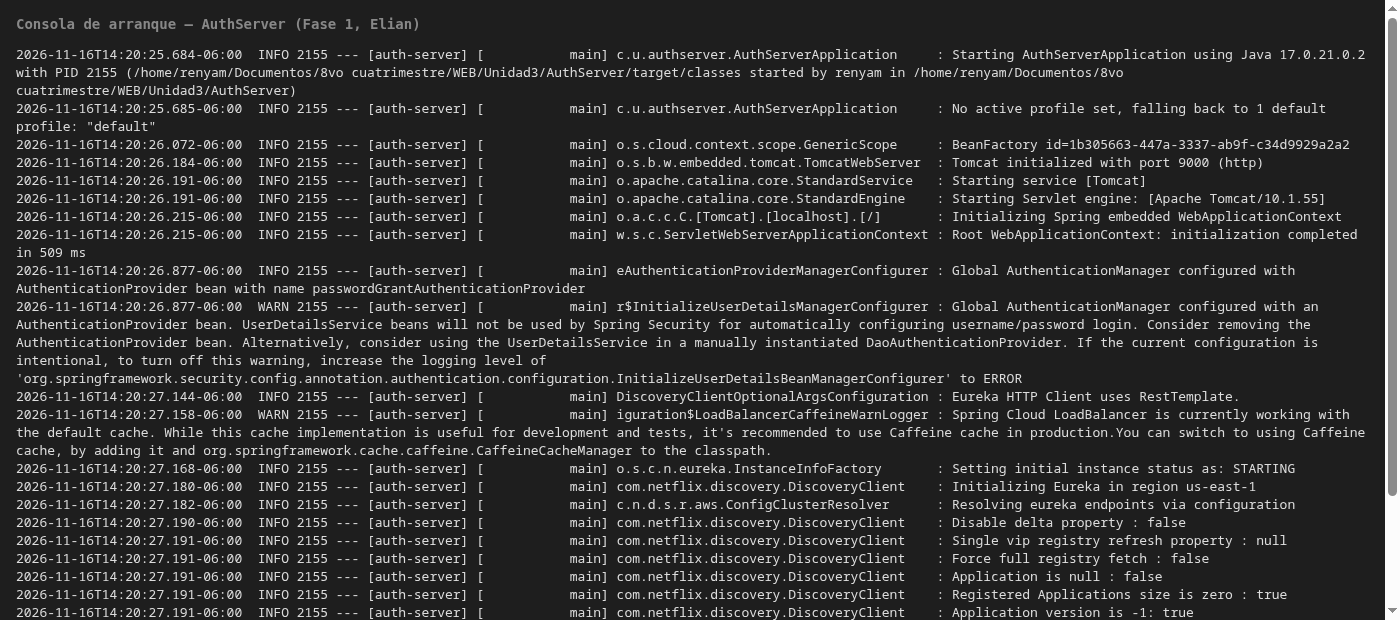 Consola de arranque — AuthServer (Fase 1, Elian)
2026-11-16T14:20:25.684-06:00  INFO 2155 --- [auth-server] [           main] c.u.authserver.AuthServerApplication     : Starting AuthServerApplication using Java 17.0.21.0.2
with PID 2155 (/home/renyam/Documentos/8vo cuatrimestre/WEB/Unidad3/AuthServer/target/classes started by renyam in /home/renyam/Documentos/8vo
cuatrimestre/WEB/Unidad3/AuthServer)
2026-11-16T14:20:25.685-06:00  INFO 2155 --- [auth-server] [           main] c.u.authserver.AuthServerApplication     : No active profile set, falling back to 1 default
profile: "default"
2026-11-16T14:20:26.072-06:00  INFO 2155 --- [auth-server] [           main] o.s.cloud.context.scope.GenericScope     : BeanFactory id=1b305663-447a-3337-ab9f-c34d9929a2a2
2026-11-16T14:20:26.184-06:00  INFO 2155 --- [auth-server] [           main] o.s.b.w.embedded.tomcat.TomcatWebServer  : Tomcat initialized with port 9000 (http)
2026-11-16T14:20:26.191-06:00  INFO 2155 --- [auth-server] [           main] o.apache.catalina.core.StandardService   : Starting service [Tomcat]
2026-11-16T14:20:26.191-06:00  INFO 2155 --- [auth-server] [           main] o.apache.catalina.core.StandardEngine    : Starting Servlet engine: [Apache Tomcat/10.1.55]
2026-11-16T14:20:26.215-06:00  INFO 2155 --- [auth-server] [           main] o.a.c.c.C.[Tomcat].[localhost].[/]       : Initializing Spring embedded WebApplicationContext
2026-11-16T14:20:26.215-06:00  INFO 2155 --- [auth-server] [           main] w.s.c.ServletWebServerApplicationContext : Root WebApplicationContext: initialization completed
in 509 ms
2026-11-16T14:20:26.877-06:00  INFO 2155 --- [auth-server] [           main] eAuthenticationProviderManagerConfigurer : Global AuthenticationManager configured with
AuthenticationProvider bean with name passwordGrantAuthenticationProvider
2026-11-16T14:20:26.877-06:00  WARN 2155 --- [auth-server] [           main] r$InitializeUserDetailsManagerConfigurer : Global AuthenticationManager configured with an
AuthenticationProvider bean. UserDetailsService beans will not be used by Spring Security for automatically configuring username/password login. Consider removing the
AuthenticationProvider bean. Alternatively, consider using the UserDetailsService in a manually instantiated DaoAuthenticationProvider. If the current configuration is
intentional, to turn off this warning, increase the logging level of
'org.springframework.security.config.annotation.authentication.configuration.InitializeUserDetailsBeanManagerConfigurer' to ERROR
2026-11-16T14:20:27.144-06:00  INFO 2155 --- [auth-server] [           main] DiscoveryClientOptionalArgsConfiguration : Eureka HTTP Client uses RestTemplate.
2026-11-16T14:20:27.158-06:00  WARN 2155 --- [auth-server] [           main] iguration$LoadBalancerCaffeineWarnLogger : Spring Cloud LoadBalancer is currently working with
the default cache. While this cache implementation is useful for development and tests, it's recommended to use Caffeine cache in production.You can switch to using Caffeine
cache, by adding it and org.springframework.cache.caffeine.CaffeineCacheManager to the classpath.
2026-11-16T14:20:27.168-06:00  INFO 2155 --- [auth-server] [           main] o.s.c.n.eureka.InstanceInfoFactory       : Setting initial instance status as: STARTING
2026-11-16T14:20:27.180-06:00  INFO 2155 --- [auth-server] [           main] com.netflix.discovery.DiscoveryClient    : Initializing Eureka in region us-east-1
2026-11-16T14:20:27.182-06:00  INFO 2155 --- [auth-server] [           main] c.n.d.s.r.aws.ConfigClusterResolver      : Resolving eureka endpoints via configuration
2026-11-16T14:20:27.190-06:00  INFO 2155 --- [auth-server] [           main] com.netflix.discovery.DiscoveryClient    : Disable delta property : false
2026-11-16T14:20:27.191-06:00  INFO 2155 --- [auth-server] [           main] com.netflix.discovery.DiscoveryClient    : Single vip registry refresh property : null
2026-11-16T14:20:27.191-06:00  INFO 2155 --- [auth-server] [           main] com.netflix.discovery.DiscoveryClient    : Force full registry fetch : false
2026-11-16T14:20:27.191-06:00  INFO 2155 --- [auth-server] [           main] com.netflix.discovery.DiscoveryClient    : Application is null : false
2026-11-16T14:20:27.191-06:00  INFO 2155 --- [auth-server] [           main] com.netflix.discovery.DiscoveryClient    : Registered Applications size is zero : true
2026-11-16T14:20:27.191-06:00  INFO 2155 --- [auth-server] [           main] com.netflix.discovery.DiscoveryClient    : Application version is -1: true